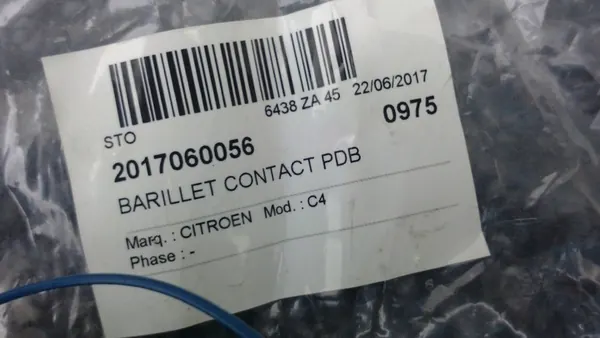 6438 ZA 45 22/06/2017
STO
2017060056 0975
BARILLET CONTACT PDB
Marq. : CITROEN Mod. : C4
Phase : -